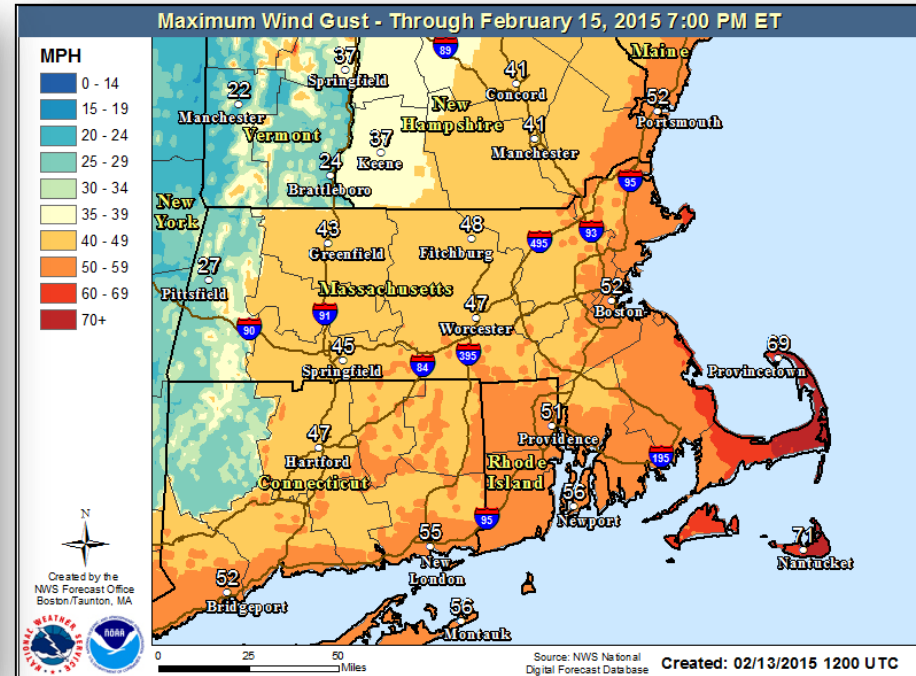 Maximum Wind Gust - Through February 15, 2015 7:00 PM ET
MPH
0 - 14
15 - 19
20 - 24
25 - 29
30 - 34
35 - 39
40 - 49
50 - 59
60 - 69
70+
89
Maine
37
Springfield
41
Concord
22
Manchester
52
Portsmouth
New
Hampshire
Vermont
37
Keene
41
Manchester
24
Brattleboro
95
New
York
43
Greenfield
48
Fitchburg
495
93
27
Pittsfield
Massachusetts
52
Boston
90
91
47
Worcester
45
Springfield
84
395
69
Provincetown
51
Providence
47
Hartford
Connecticut
Rhode
Island
195
56
Newport
95
55
New
London
71
Nantucket
52
Bridgeport
56
Montauk
N
Created by the
NWS Forecast Office
Boston/Taunton, MA
NATIONAL WEATHER SERVICE
NOAA
0 25 50
Miles
Source: NWS National
Digital Forecast Database
Created: 02/13/2015 1200 UTC